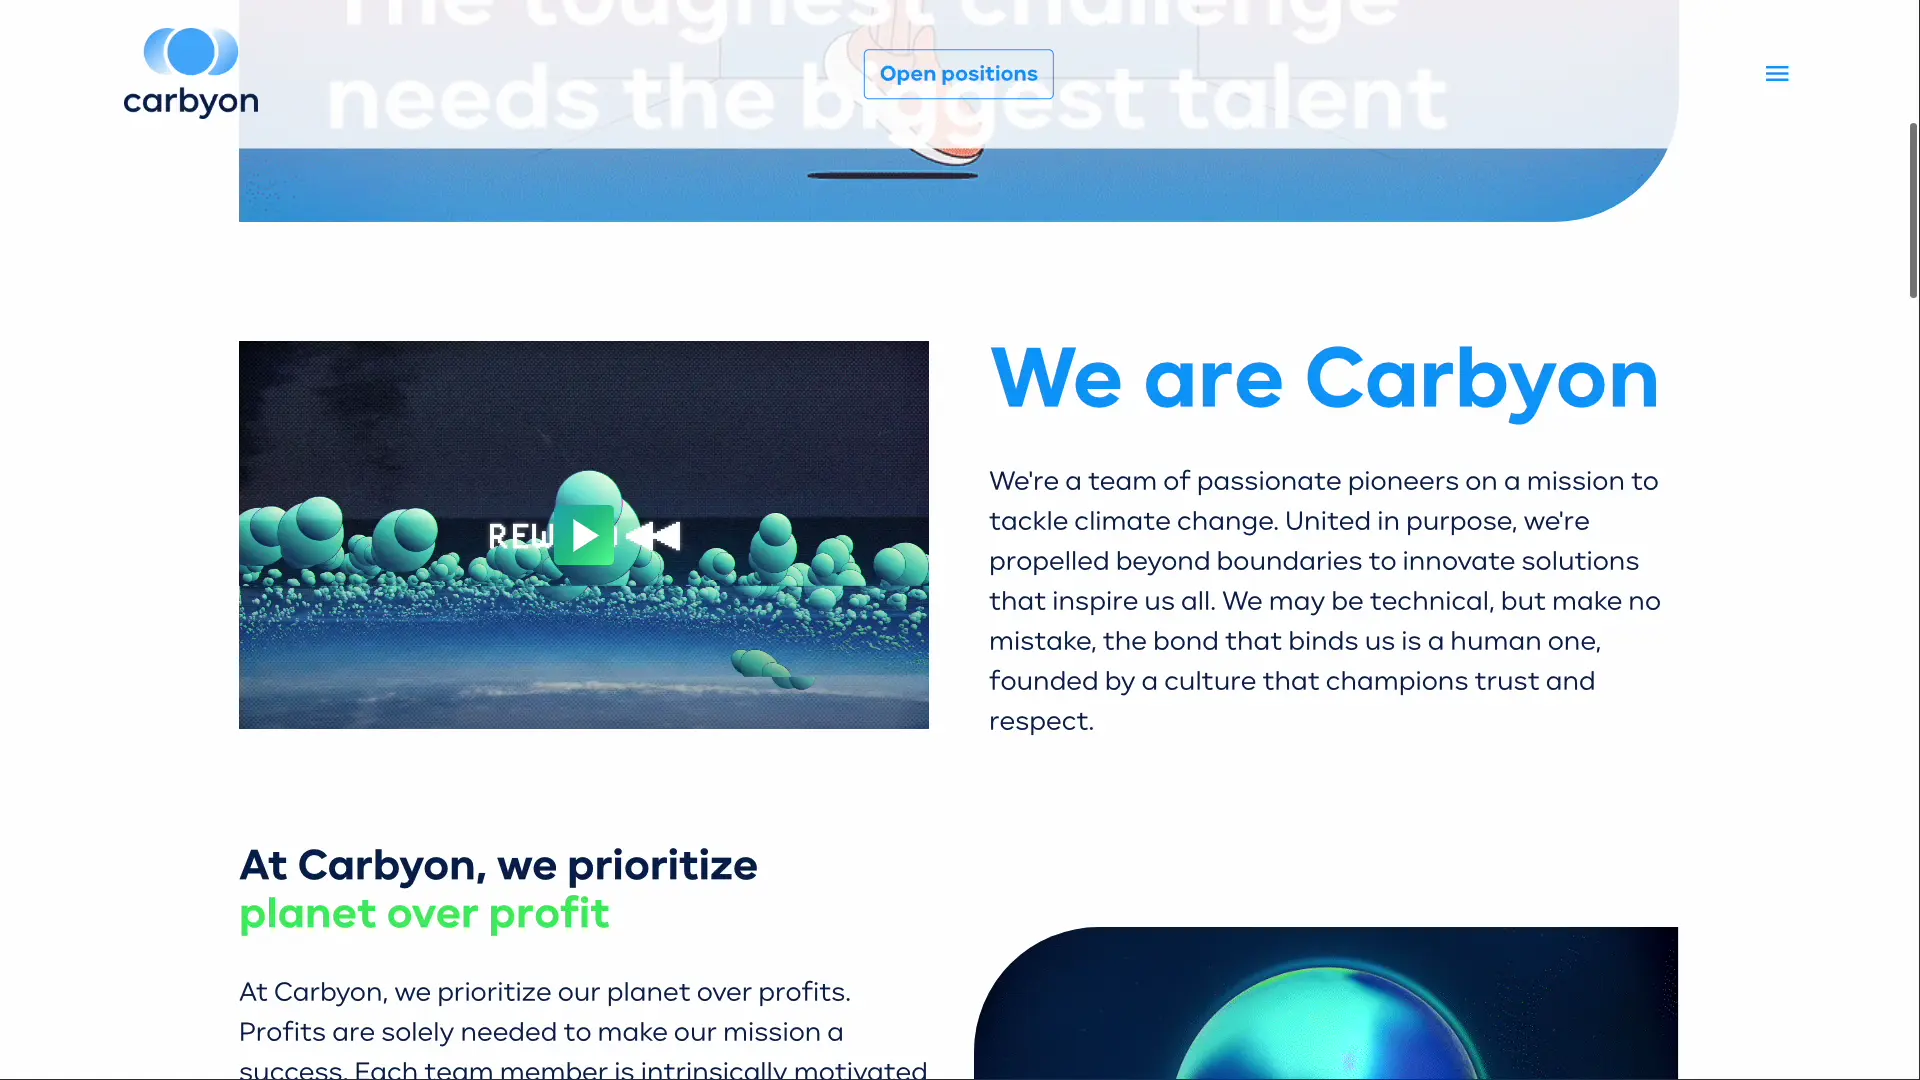 The toughest challenge
needs the biggest talent
carbyon
Open positions
REW
We are Carbyon
We're a team of passionate pioneers on a mission to
tackle climate change. United in purpose, we're
propelled beyond boundaries to innovate solutions
that inspire us all. We may be technical, but make no
mistake, the bond that binds us is a human one,
founded by a culture that champions trust and
respect.
At Carbyon, we prioritize
planet over profit
At Carbyon, we prioritize our planet over profits.
Profits are solely needed to make our mission a
success. Each team member is intrinsically motivated